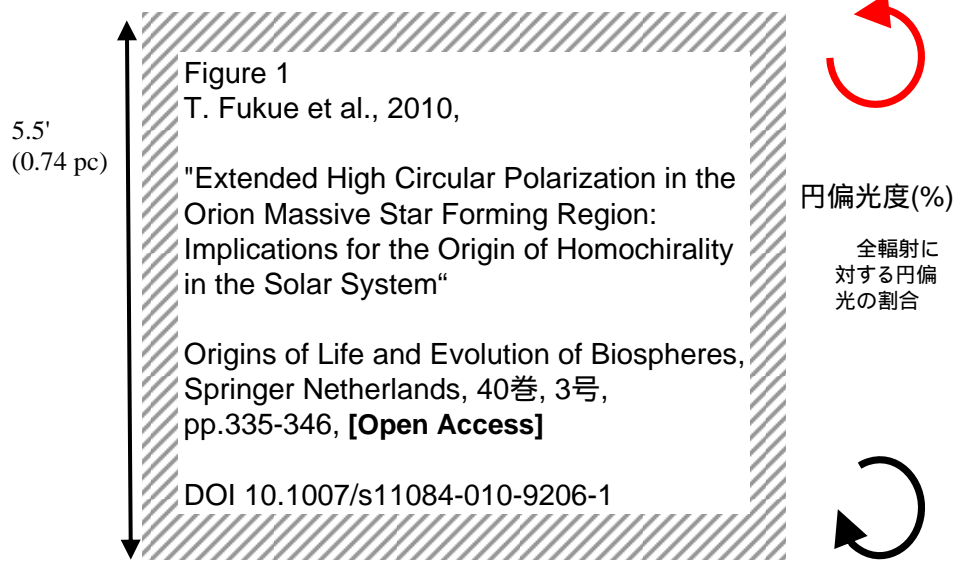 5.5'
(0.74 pc)
Figure 1
T. Fukue et al., 2010,
"Extended High Circular Polarization in the
Orion Massive Star Forming Region:
Implications for the Origin of Homochirality
in the Solar System“
Origins of Life and Evolution of Biospheres,
Springer Netherlands, 40巻, 3号,
pp.335-346, [Open Access]
DOI 10.1007/s11084-010-9206-1
円偏光度(%)
全輻射に
対する円偏
光の割合